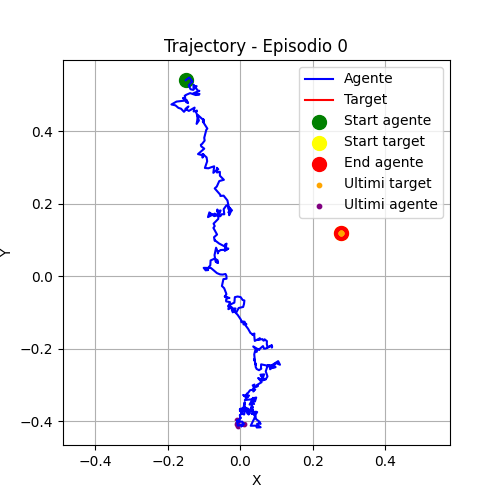 Trajectory - Episodio 0
Agente
Target
Start agente
Start target
End agente
Ultimi target
Ultimi agente
Y
0.4
0.2
0.0
−0.2
−0.4
−0.4 −0.2 0.0 0.2 0.4
X